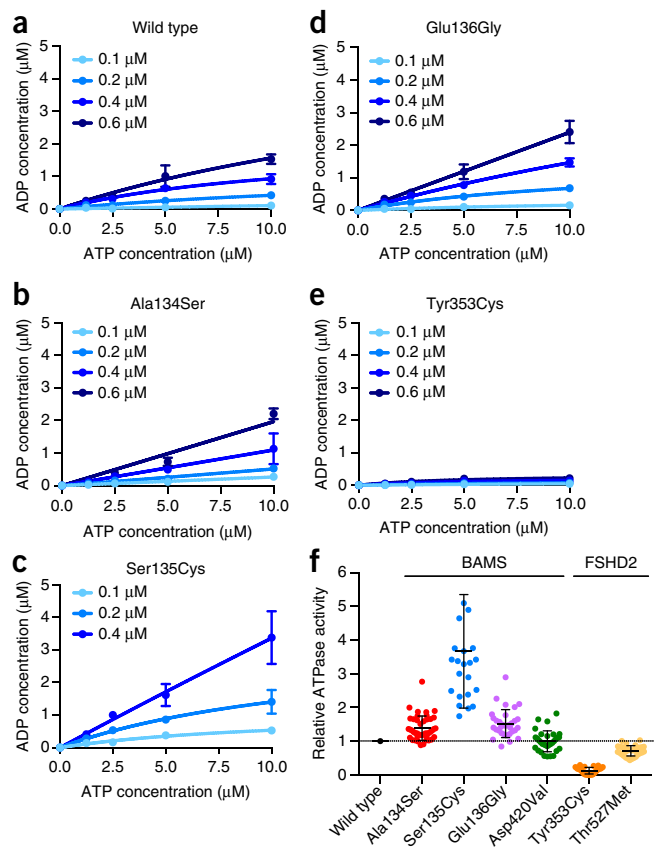 a
Wild type
ADP concentration (μM)
5
4
3
2
1
0
0.1 μM
0.2 μM
0.4 μM
0.6 μM
0.0 2.5 5.0 7.5 10.0
ATP concentration (μM)
d
Glu136Gly
ADP concentration (μM)
5
4
3
2
1
0
0.1 μM
0.2 μM
0.4 μM
0.6 μM
0.0 2.5 5.0 7.5 10.0
ATP concentration (μM)
b
Ala134Ser
ADP concentration (μM)
5
4
3
2
1
0
0.1 μM
0.2 μM
0.4 μM
0.6 μM
0.0 2.5 5.0 7.5 10.0
ATP concentration (μM)
e
Tyr353Cys
ADP concentration (μM)
5
4
3
2
1
0
0.1 μM
0.2 μM
0.4 μM
0.6 μM
0.0 2.5 5.0 7.5 10.0
ATP concentration (μM)
c
Ser135Cys
ADP concentration (μM)
5
4
3
2
1
0
0.1 μM
0.2 μM
0.4 μM
0.0 2.5 5.0 7.5 10.0
ATP concentration (μM)
f
BAMS FSHD2
Relative ATPase activity
6
5
4
3
2
1
0
Wild type
Ala134Ser
Ser135Cys
Glu136Gly
Asp420Val
Tyr353Cys
Thr527Met